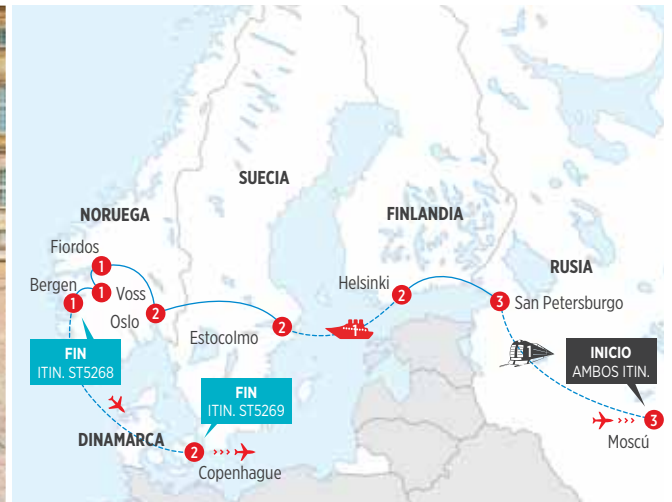 SUECIA
NORUEGA
FINLANDIA
Fiordos
1
RUSIA
Bergen
1
1
Voss
Helsinki
2
3
San Petersburgo
Oslo
2
Estocolmo
2
1
1
FIN
ITIN. ST5268
INICIO
AMBOS ITIN.
FIN
ITIN. ST5269
3
Moscú
DINAMARCA
2
Copenhague